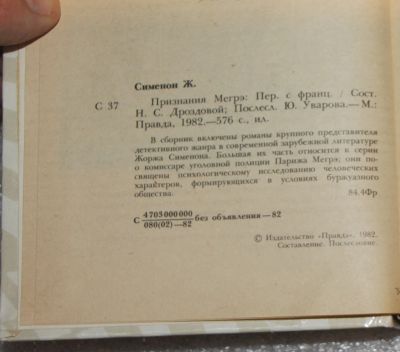 Сименон Ж.
С 37
Признания Мегрэ: Пер. с франц. / Сост.
Н. С. Дроздовой; Послесл. Ю. Уварова.—М.:
Правда, 1982.—576 с., ил.
В сборник включены романы крупного представителя
детективного жанра в современной зарубежной литературе
Жоржа Сименона. Большая их часть относится к серии
о комиссаре уголовной полиции Парижа Мегрэ; они по-
священы психологическому исследованию человеческих
характеров, формирующихся в условиях буржуазного
общества.
84.4Фр
С 4703000000 без объявления—82
080(02)—82
© Издательство «Правда», 1982.
Составление. Послесловие.